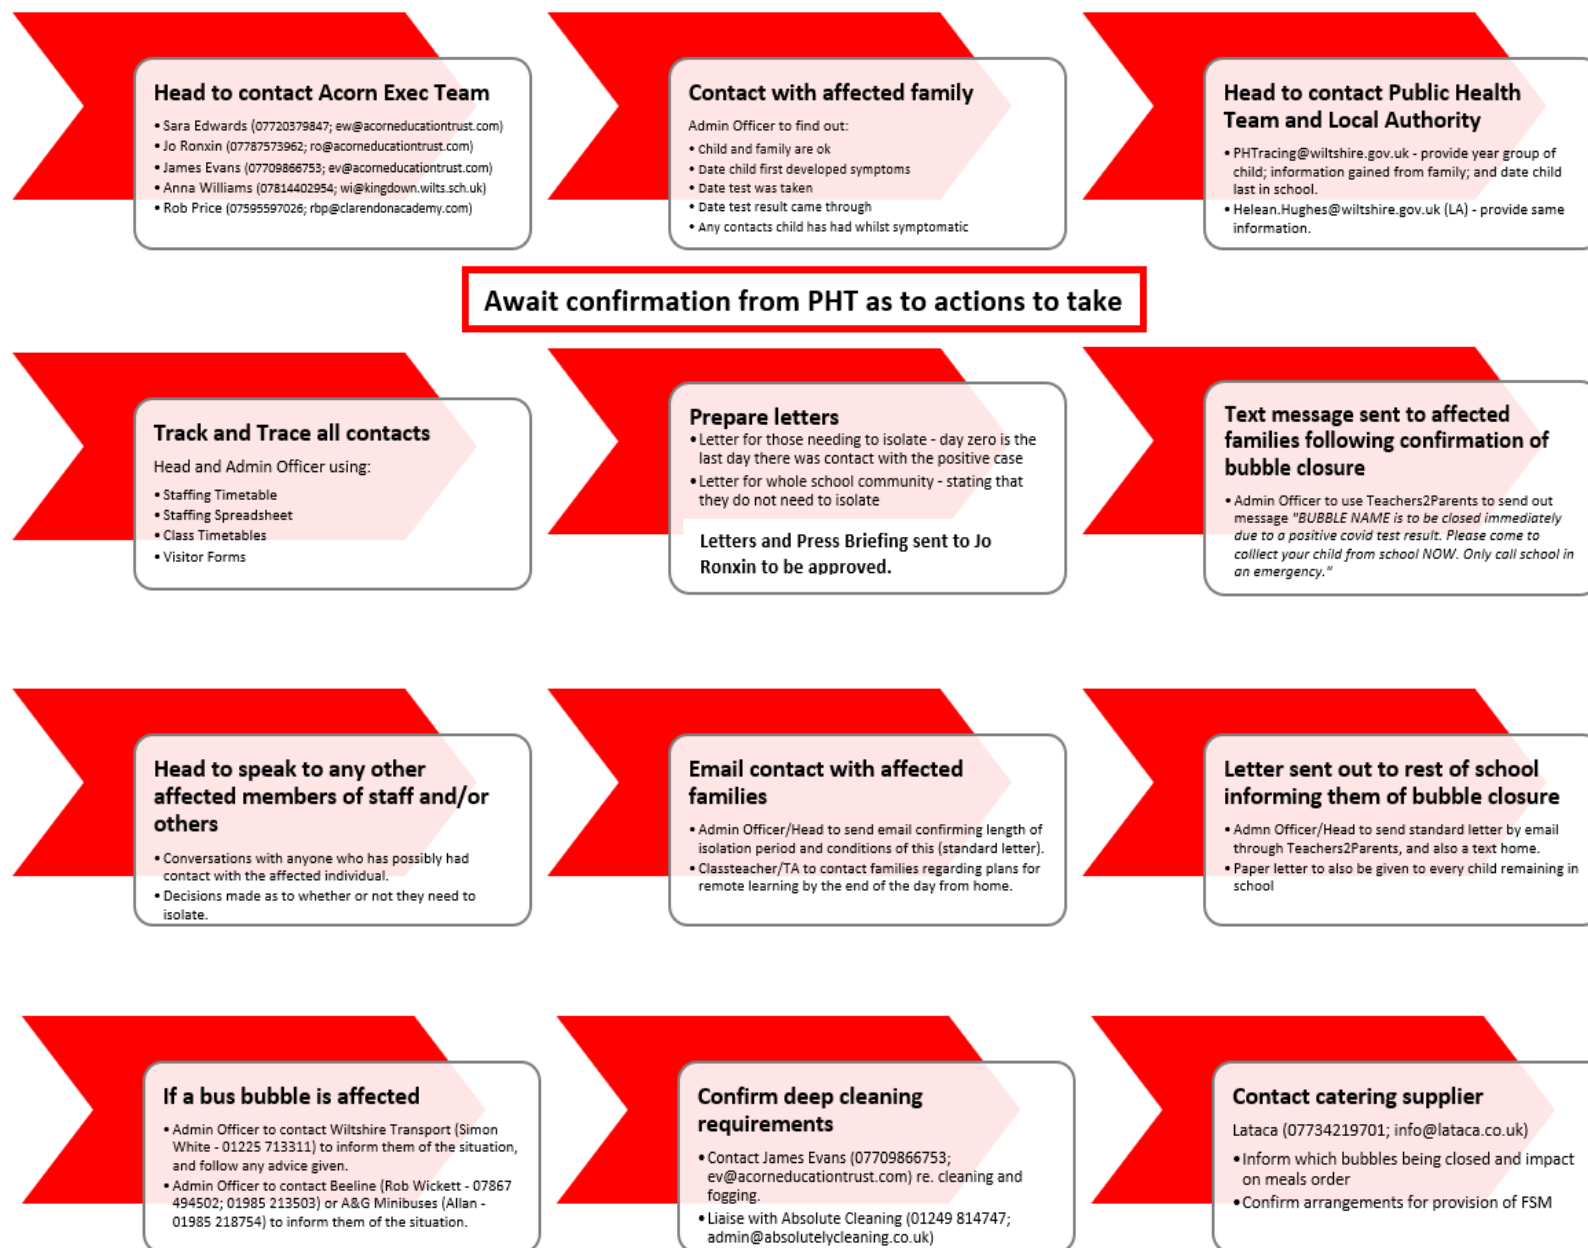 Head to contact Acorn Exec Team
• Sara Edwards (07720379847; ew@acorneducationtrust.com)
• Jo Ronxin (07787573962; ro@acorneducationtrust.com)
• James Evans (07709866753; ev@acorneducationtrust.com)
• Anna Williams (07814402954; wi@kingdown.wilts.sch.uk)
• Rob Price (07595597026; rbp@clarendonacademy.com)
Contact with affected family
Admin Officer to find out:
• Child and family are ok
• Date child first developed symptoms
• Date test was taken
• Date test result came through
• Any contacts child has had whilst symptomatic
Head to contact Public Health
Team and Local Authority
• PHTracing@wiltshire.gov.uk - provide year group of
child; information gained from family; and date child
last in school.
• Helean.Hughes@wiltshire.gov.uk (LA) - provide same
information.
Await confirmation from PHT as to actions to take
Track and Trace all contacts
Head and Admin Officer using:
• Staffing Timetable
• Staffing Spreadsheet
• Class Timetables
• Visitor Forms
Prepare letters
• Letter for those needing to isolate - day zero is the
last day there was contact with the positive case
• Letter for whole school community - stating that
they do not need to isolate
Letters and Press Briefing sent to Jo
Ronxin to be approved.
Text message sent to affected
families following confirmation of
bubble closure
• Admin Officer to use Teachers2Parents to send out
message "BUBBLE NAME is to be closed immediately
due to a positive covid test result. Please come to
colllect your child from school NOW. Only call school in
an emergency."
Head to speak to any other
affected members of staff and/or
others
• Conversations with anyone who has possibly had
contact with the affected individual.
• Decisions made as to whether or not they need to
isolate.
Email contact with affected
families
• Admin Officer/Head to send email confirming length of
isolation period and conditions of this (standard letter).
• Classteacher/TA to contact families regarding plans for
remote learning by the end of the day from home.
Letter sent out to rest of school
informing them of bubble closure
• Admn Officer/Head to send standard letter by email
through Teachers2Parents, and also a text home.
• Paper letter to also be given to every child remaining in
school
If a bus bubble is affected
• Admin Officer to contact Wiltshire Transport (Simon
White - 01225 713311) to inform them of the situation,
and follow any advice given.
• Admin Officer to contact Beeline (Rob Wickett - 07867
494502; 01985 213503) or A&G Minibuses (Allan -
01985 218754) to inform them of the situation.
Confirm deep cleaning
requirements
• Contact James Evans (07709866753;
ev@acorneducationtrust.com) re. cleaning and
fogging.
• Liaise with Absolute Cleaning (01249 814747;
admin@absolutelycleaning.co.uk)
Contact catering supplier
Lataca (07734219701; info@lataca.co.uk)
• Inform which bubbles being closed and impact
on meals order
• Confirm arrangements for provision of FSM